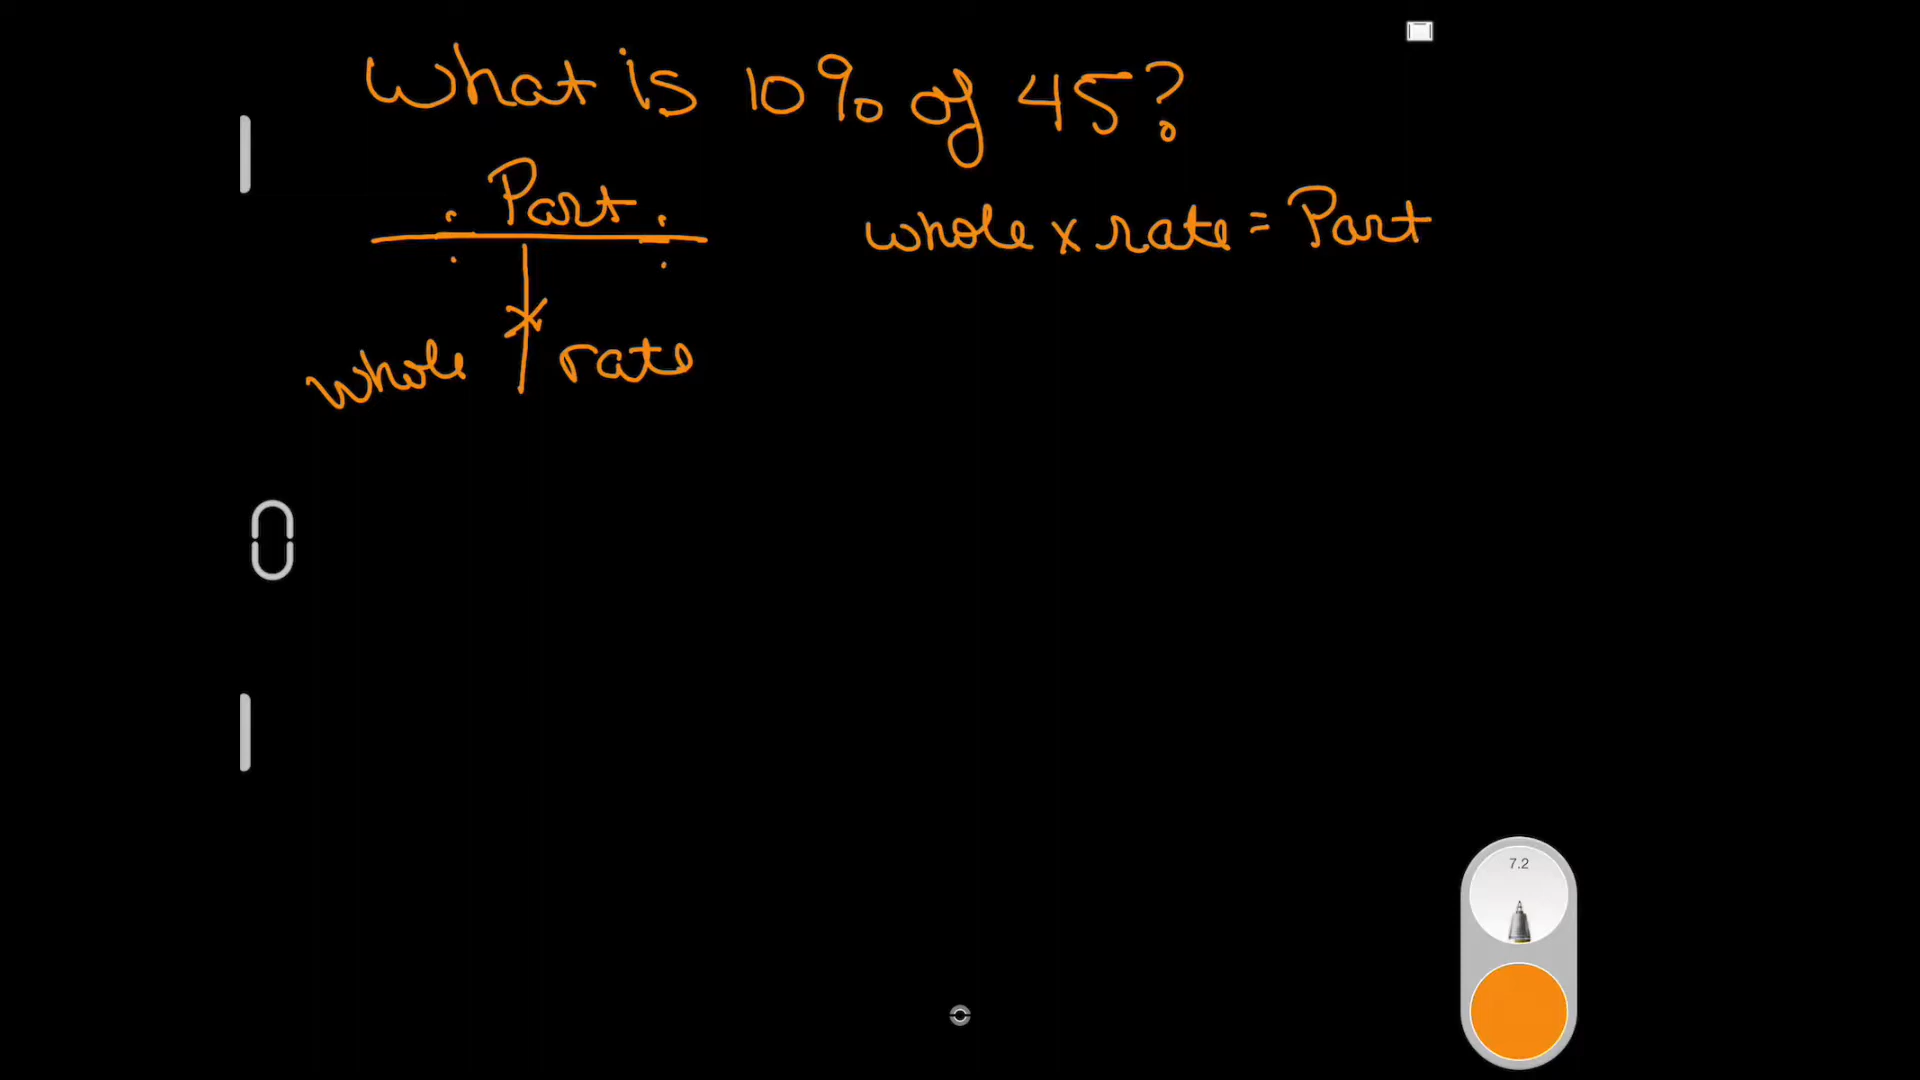 What is 10% of 45?
Part
whole x rate = Part
whole x rate
7.2